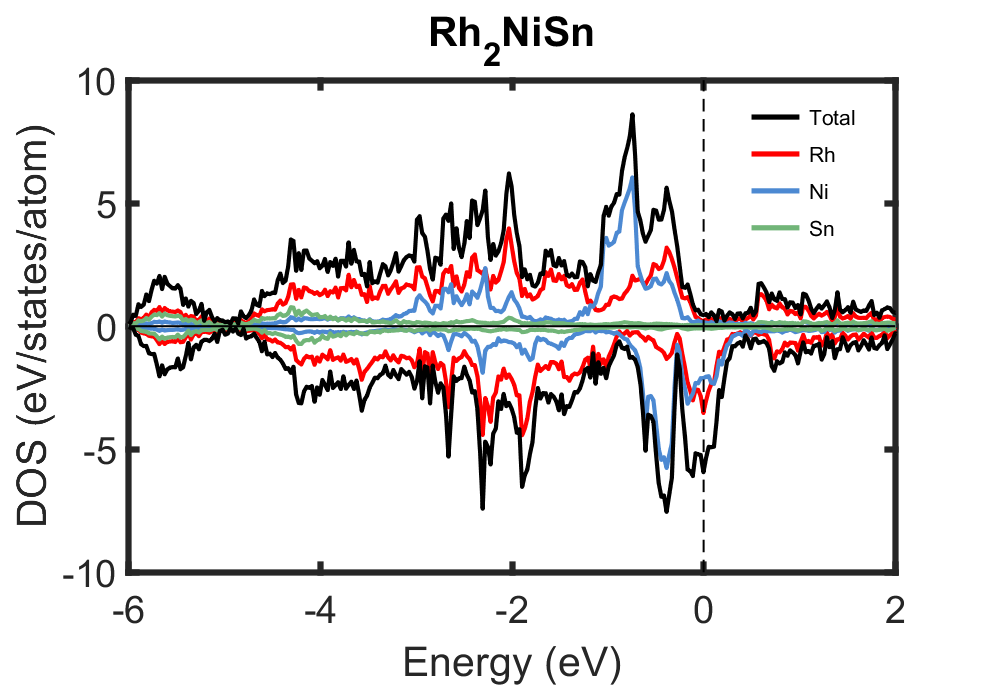 Rh₂NiSn
10
5
0
-5
-10
DOS (eV/states/atom)
Total
Rh
Ni
Sn
-6 -4 -2 0 2
Energy (eV)